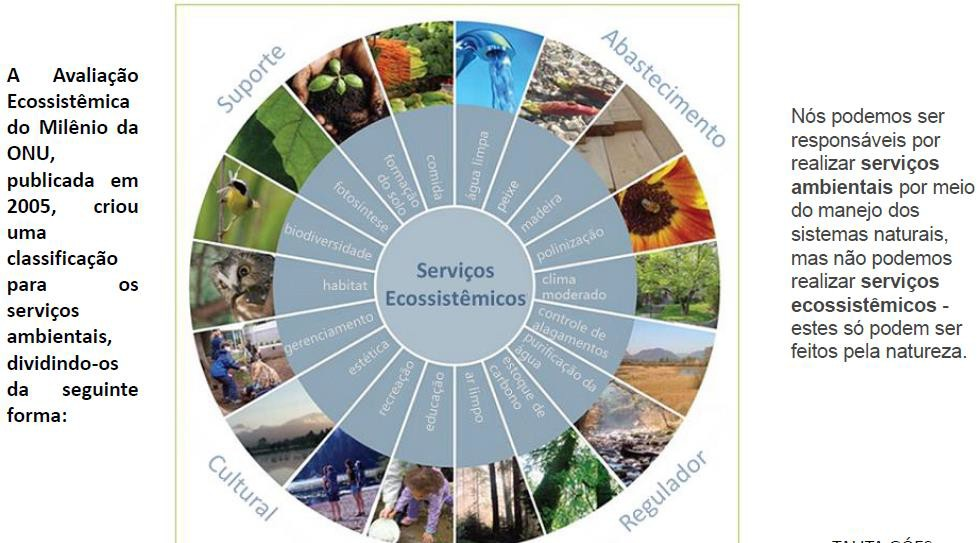 A Avaliação
Ecossistêmica
do Milênio da
ONU,
publicada em
2005, criou
uma
classificação
para os
serviços
ambientais,
dividindo-os
da seguinte
forma:
Suporte
Abastecimento
Regulador
Cultural
Serviços
Ecossistêmicos
água limpa
peixe
madeira
polinização
clima
moderado
controle de
alagamentos
purificação da
água
estoque de
carbono
ar limpo
educação
recreação
estética
gerenciamento
habitat
biodiversidade
fotosíntese
formação
do solo
comida
Nós podemos ser
responsáveis por
realizar serviços
ambientais por meio
do manejo dos
sistemas naturais,
mas não podemos
realizar serviços
ecossistêmicos -
estes só podem ser
feitos pela natureza.